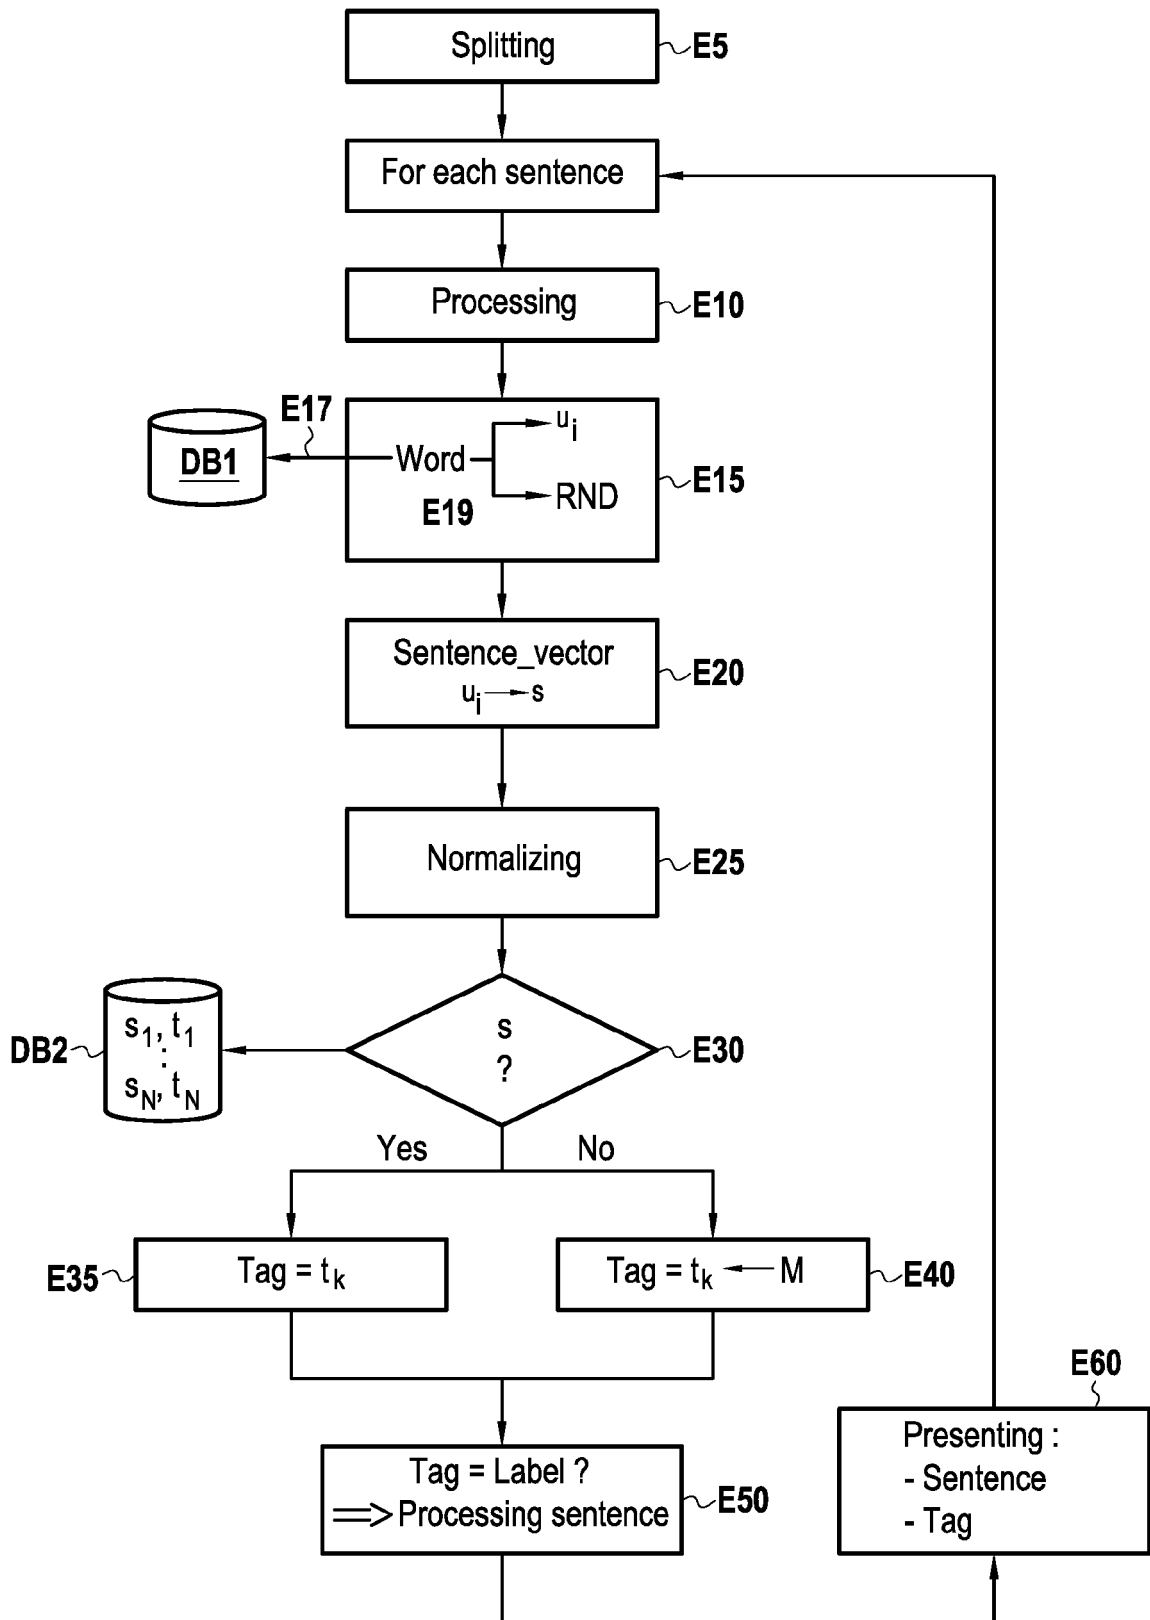 Splitting
E5
For each sentence
Processing
E10
E17
DB1
Word
u_i
RND
E19
E15
Sentence_vector
u_i → s
E20
Normalizing
E25
s
?
E30
DB2
s_1, t_1
:
s_N, t_N
Yes
No
E35
Tag = t_k
Tag = t_k ← M
E40
Tag = Label ?
⇒ Processing sentence
E50
E60
Presenting :
- Sentence
- Tag